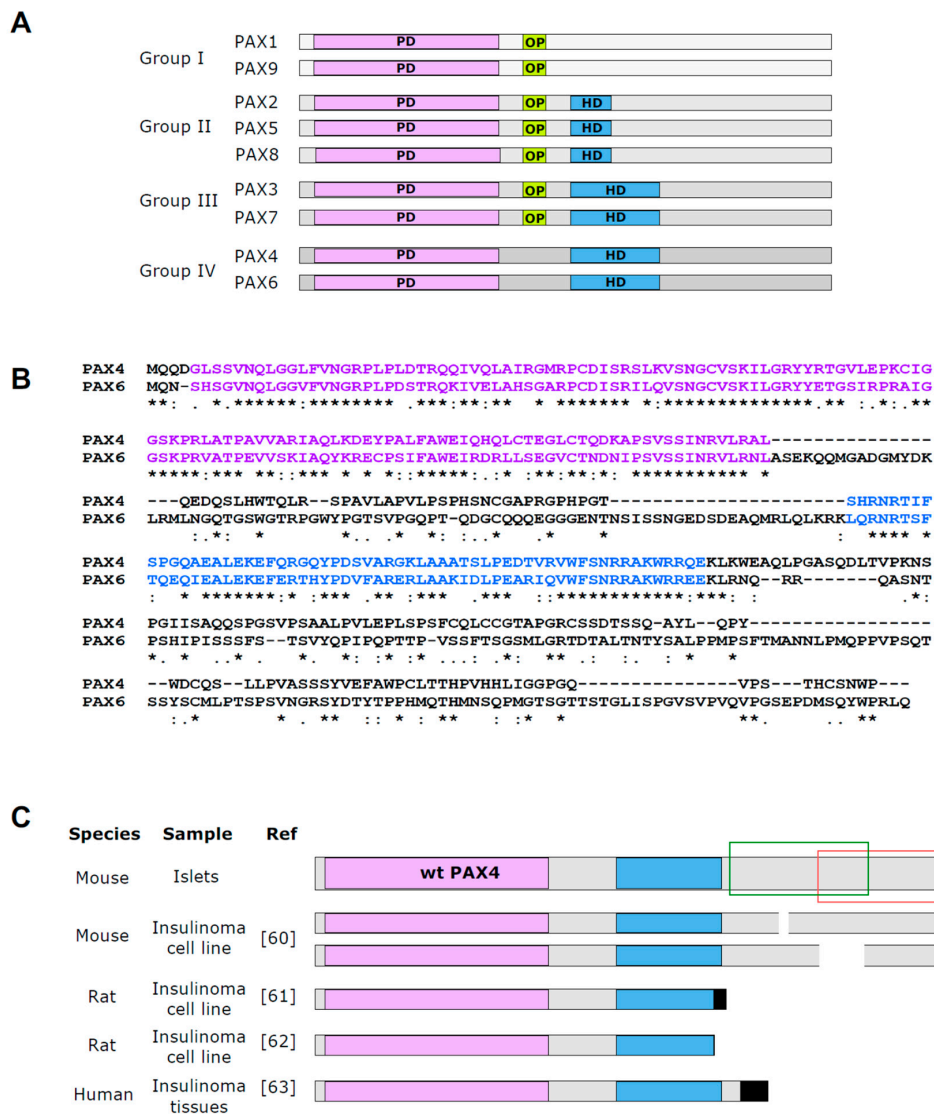 A
Group I
PAX1 PD OP
PAX9 PD OP
Group II
PAX2 PD OP HD
PAX5 PD OP HD
PAX8 PD OP HD
Group III
PAX3 PD OP HD
PAX7 PD OP HD
Group IV
PAX4 PD HD
PAX6 PD HD
B
PAX4 MQQDGLSSVNQLGGLFVNGRPLPLDTRQQIVQLAIRGMRPCDISRSLKVSNGCVSKILGRYYRTGVLEPKCIG
PAX6 MQN-SHSGVNQLGGVFVNGRPLPDSTRQKIVELAHSGARPCDISRILQVSNGCVSKILGRYYETGSIRPRAIG
PAX4 GSKPRLATPAVVARIAQLKDEYPALFAWEIQHQLCTEGLCTQDKAPSVSSINRVLRAL---------------
PAX6 GSKPRVATPEVVSKIAQYKRECPSIFAWEIRDRLLSEGVCTNDNIPSVSSINRVLRNLASEKQQMGADGMYDK
PAX4 ---QEDQSLHWTQLR--SPAVLAPVLPSPHSNCGAPRGPHPGT----------------------SHRNRTIF
PAX6 LRMLNGQTGSWGTRPGWYPGTSVPGQPT-QDGCQQQEGGGENTNSISSNGEDSDEAQMRLQLKRKLQRNRTSF
PAX4 SPGQAEALEKEFQRGQYPDSVARGKLAAATSLPEDTVRVWFSNRRAKWRRQEKLKWEAQLPGASQDLTVPKNS
PAX6 TQEQIEALEKEFERTHYPDVFARERLAAKIDLPEARIQVWFSNRRAKWRREEKLRNQ--RR------QASNT
PAX4 PGIISAQQSPGSVPSAALPVLEPLSPSFCQLCCGTAPGRCSSDTSSQ-AYL--QPY-----------------
PAX6 PSHIPISSSFS--TSVYQPIPQPTTP-VSSFTSGSMLGRTDTALTNTYSALPPMPSFTMANNLPMQPPVPSQT
PAX4 --WDCQS--LLPVASSSYVEFAWPCLTTHPVHHLIGGPGQ---------------VPS---THCSNWP---
PAX6 SSYSCMLPTSPSVNGRSYDTYTPPHMQTHMNSQPMGTSGTTSTGLISPGVSVPVQVPGSEPDMSQYWPRLQ
C
Species Sample Ref
Mouse Islets wt PAX4
Mouse Insulinoma cell line [60]
Rat Insulinoma cell line [61]
Rat Insulinoma cell line [62]
Human Insulinoma tissues [63]